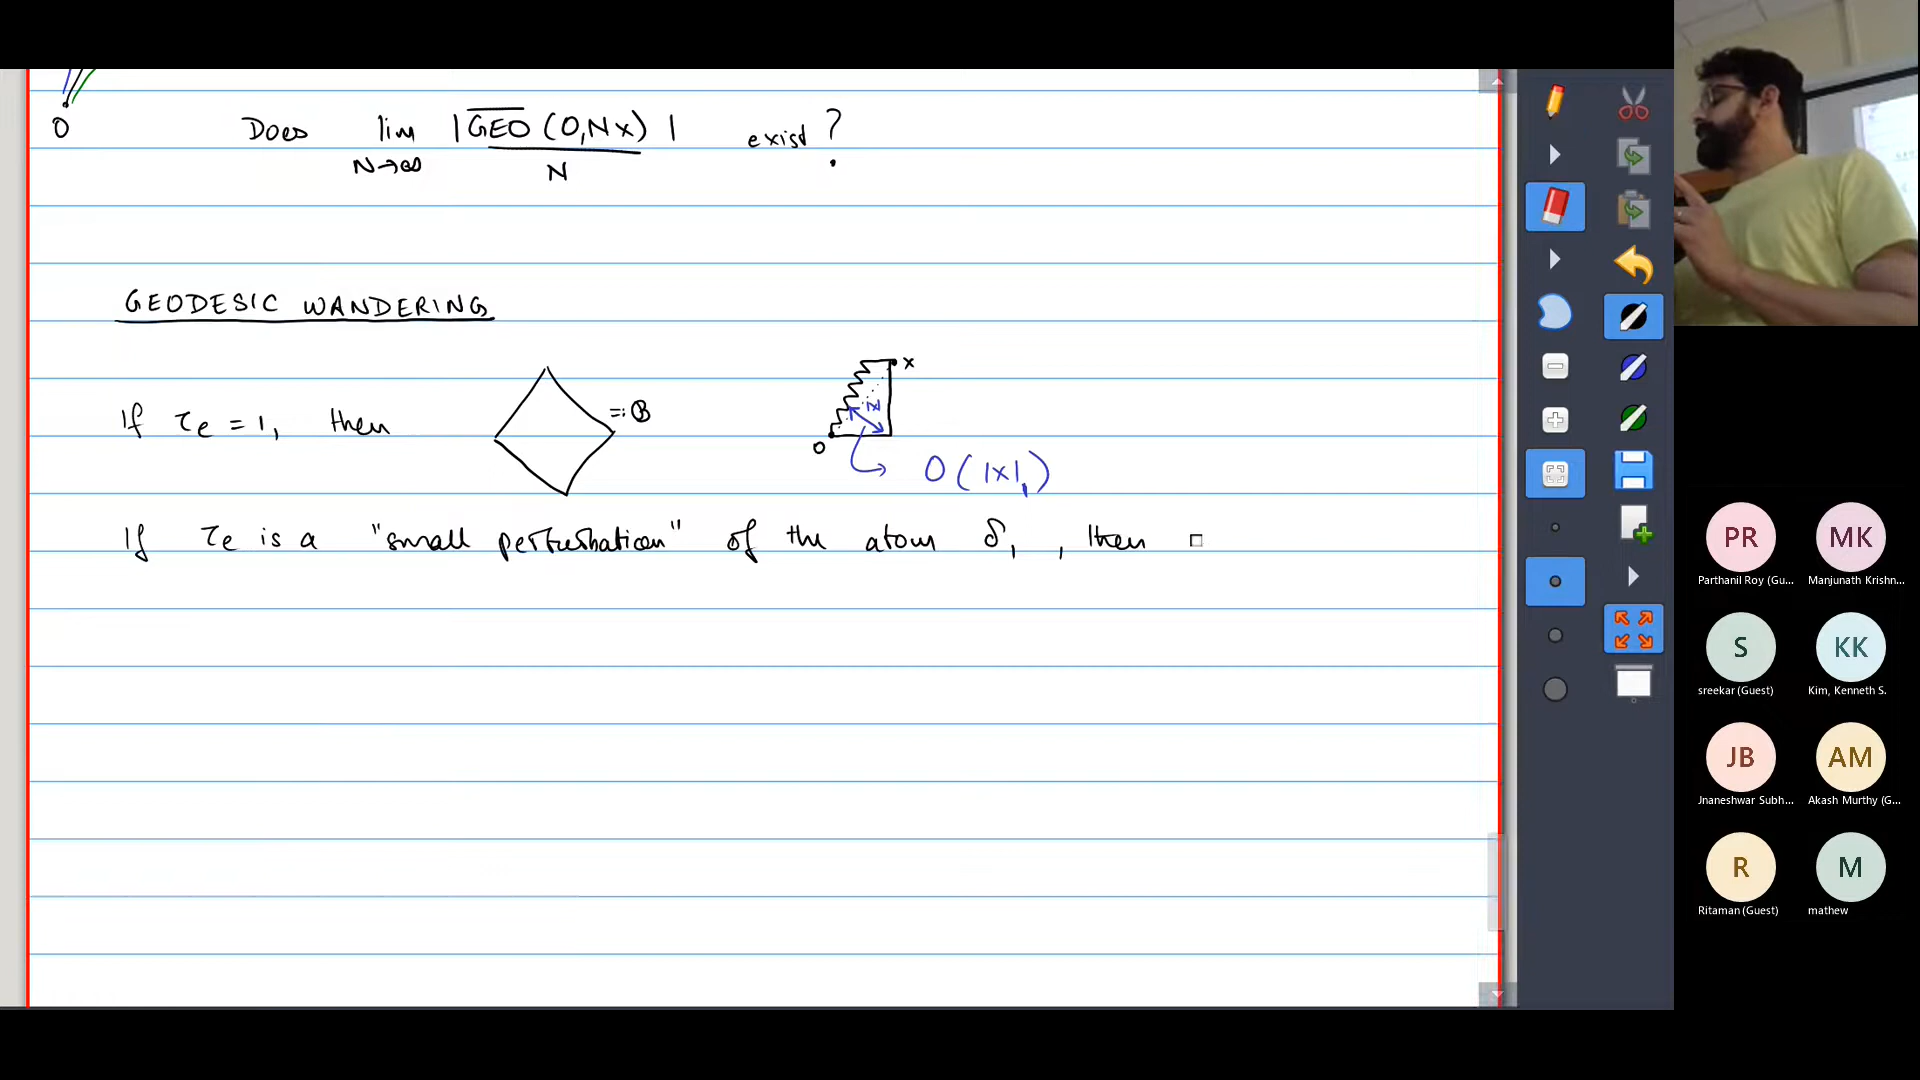 0
Does lim N→∞ |GEO (0,Nx)| / N exist ?
GEODESIC WANDERING
If τe = 1, then =: B
x
|x|
0
O(|x|₁)
If τe is a "small perturbation" of the atom δ₁, then
PR MK
Parthanil Roy (Gu... Manjunath Krishn...
S KK
sreekar (Guest) Kim, Kenneth S.
JB AM
Jnaneshwar Subh... Akash Murthy (G...
R M
Ritaman (Guest) mathew